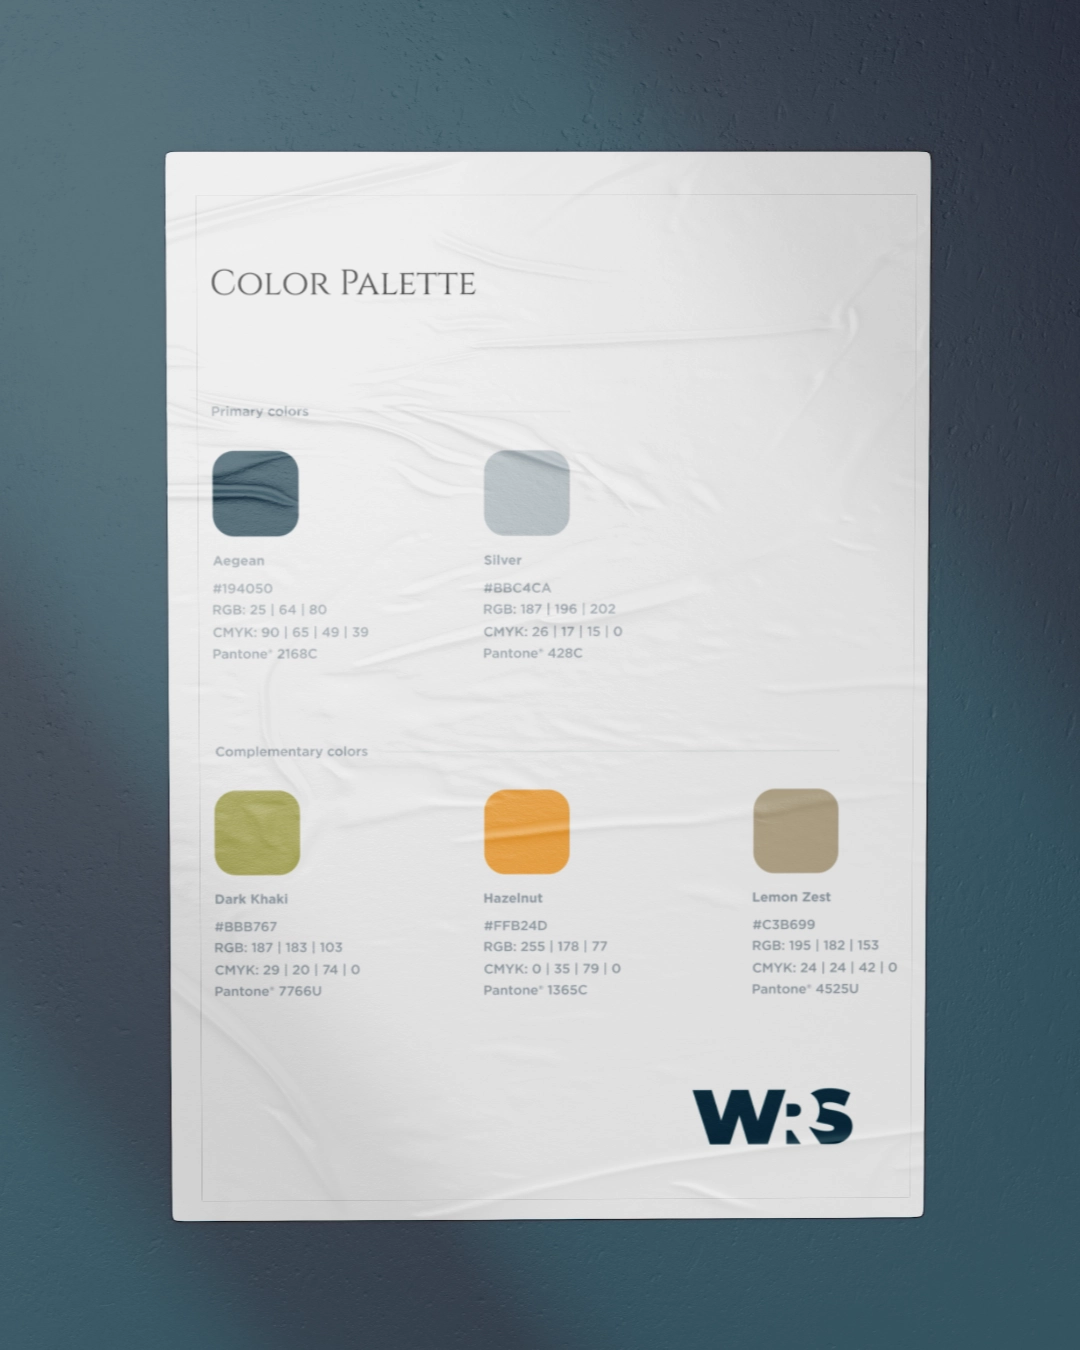 Color Palette
Primary colors
Aegean
#194050
RGB: 25 | 64 | 80
CMYK: 90 | 65 | 49 | 39
Pantone® 2168C
Silver
#BBC4CA
RGB: 187 | 196 | 202
CMYK: 26 | 17 | 15 | 0
Pantone® 428C
Complementary colors
Dark Khaki
#BBB767
RGB: 187 | 183 | 103
CMYK: 29 | 20 | 74 | 0
Pantone® 7766U
Hazelnut
#FFB24D
RGB: 255 | 178 | 77
CMYK: 0 | 35 | 79 | 0
Pantone® 1365C
Lemon Zest
#C3B699
RGB: 195 | 182 | 153
CMYK: 24 | 24 | 42 | 0
Pantone® 4525U
WRS